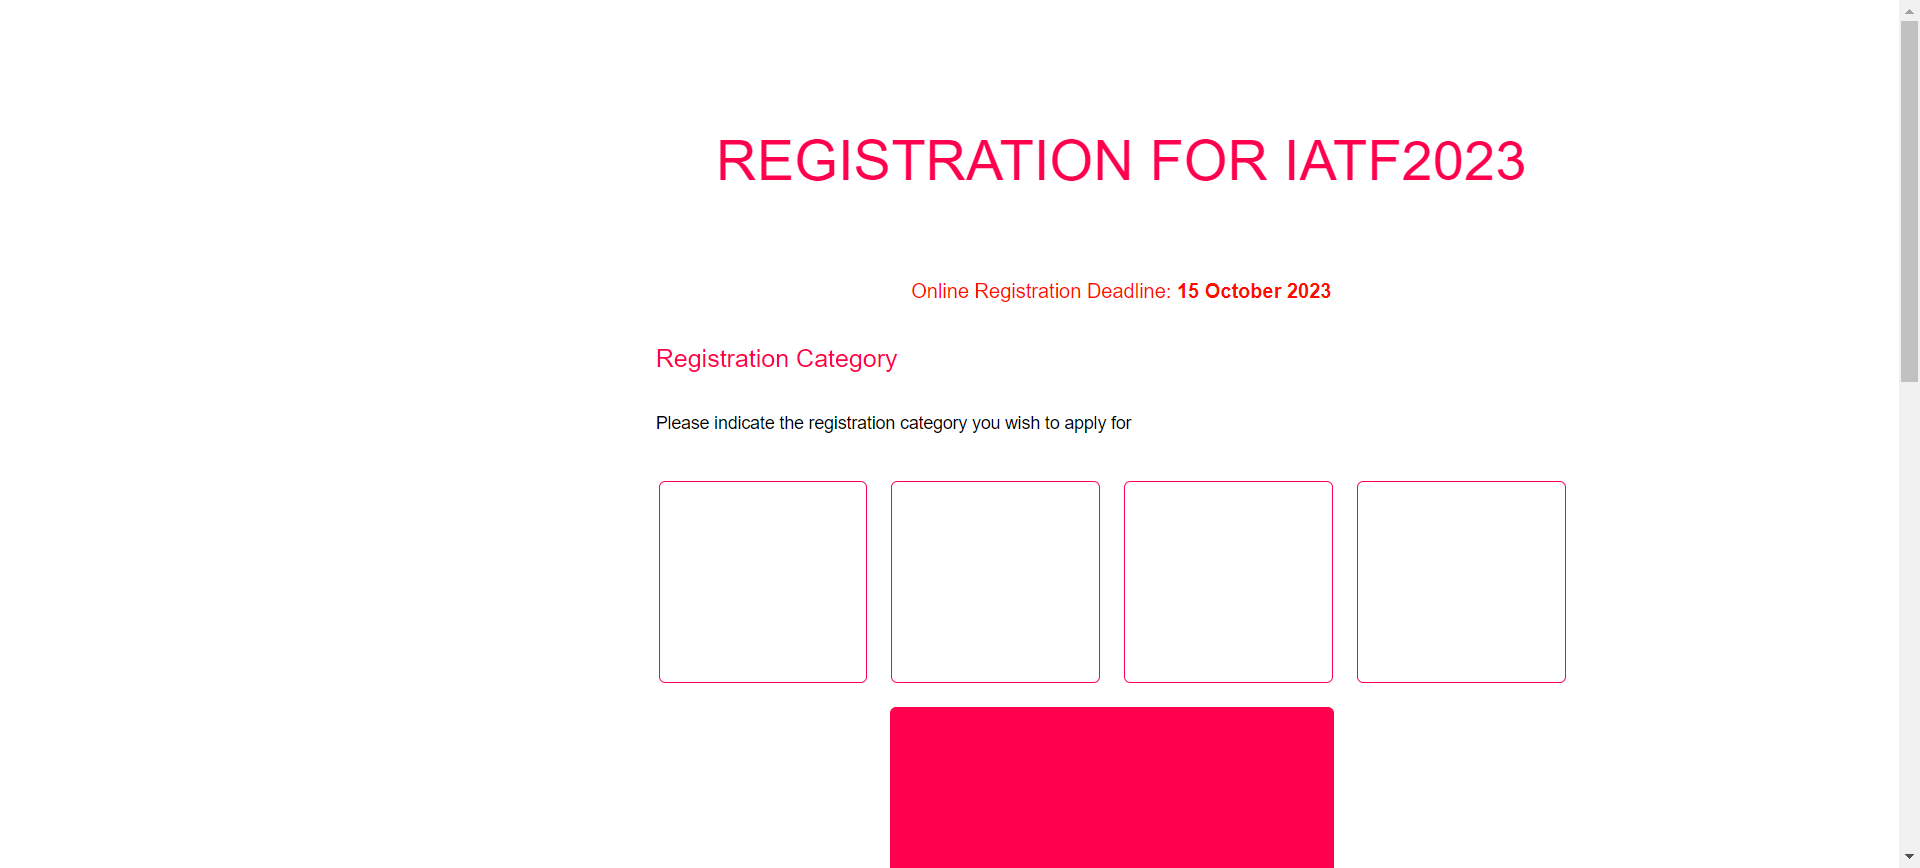 REGISTRATION FOR IATF2023
Online Registration Deadline: 15 October 2023
Registration Category
Please indicate the registration category you wish to apply for